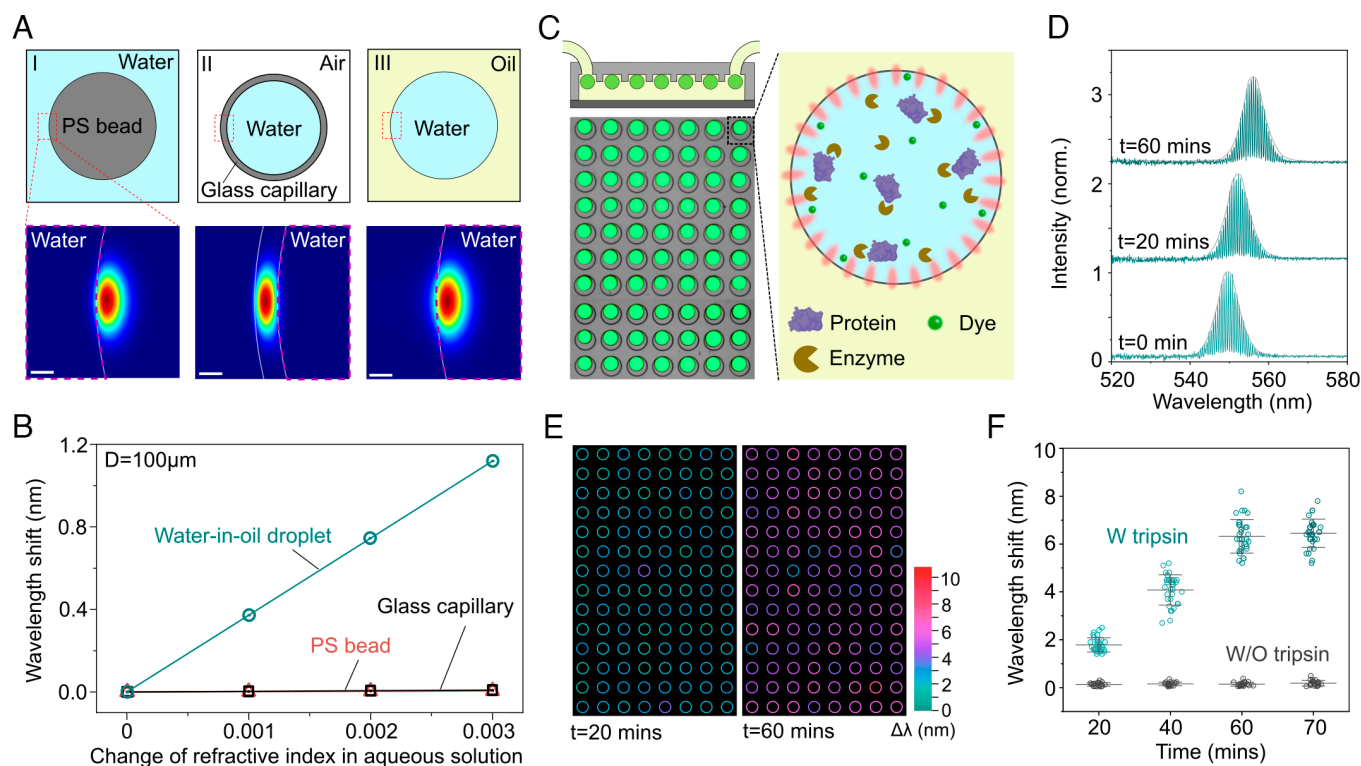 A
I
Water
PS bead
II
Air
Water
Glass capillary
III
Oil
Water
Water
Water
Water
B
D=100μm
Water-in-oil droplet
Glass capillary
PS bead
Wavelength shift (nm)
1.2
0.8
0.4
0.0
0
0.001
0.002
0.003
Change of refractive index in aqueous solution
C
Protein
Dye
Enzyme
D
Intensity (norm.)
3
2
1
0
t=60 mins
t=20 mins
t=0 min
520
540
560
580
Wavelength (nm)
E
t=20 mins
t=60 mins
10
8
6
4
2
0
Δλ (nm)
F
Wavelength shift (nm)
10
8
6
4
2
0
W tripsin
W/O tripsin
20
40
60
70
Time (mins)